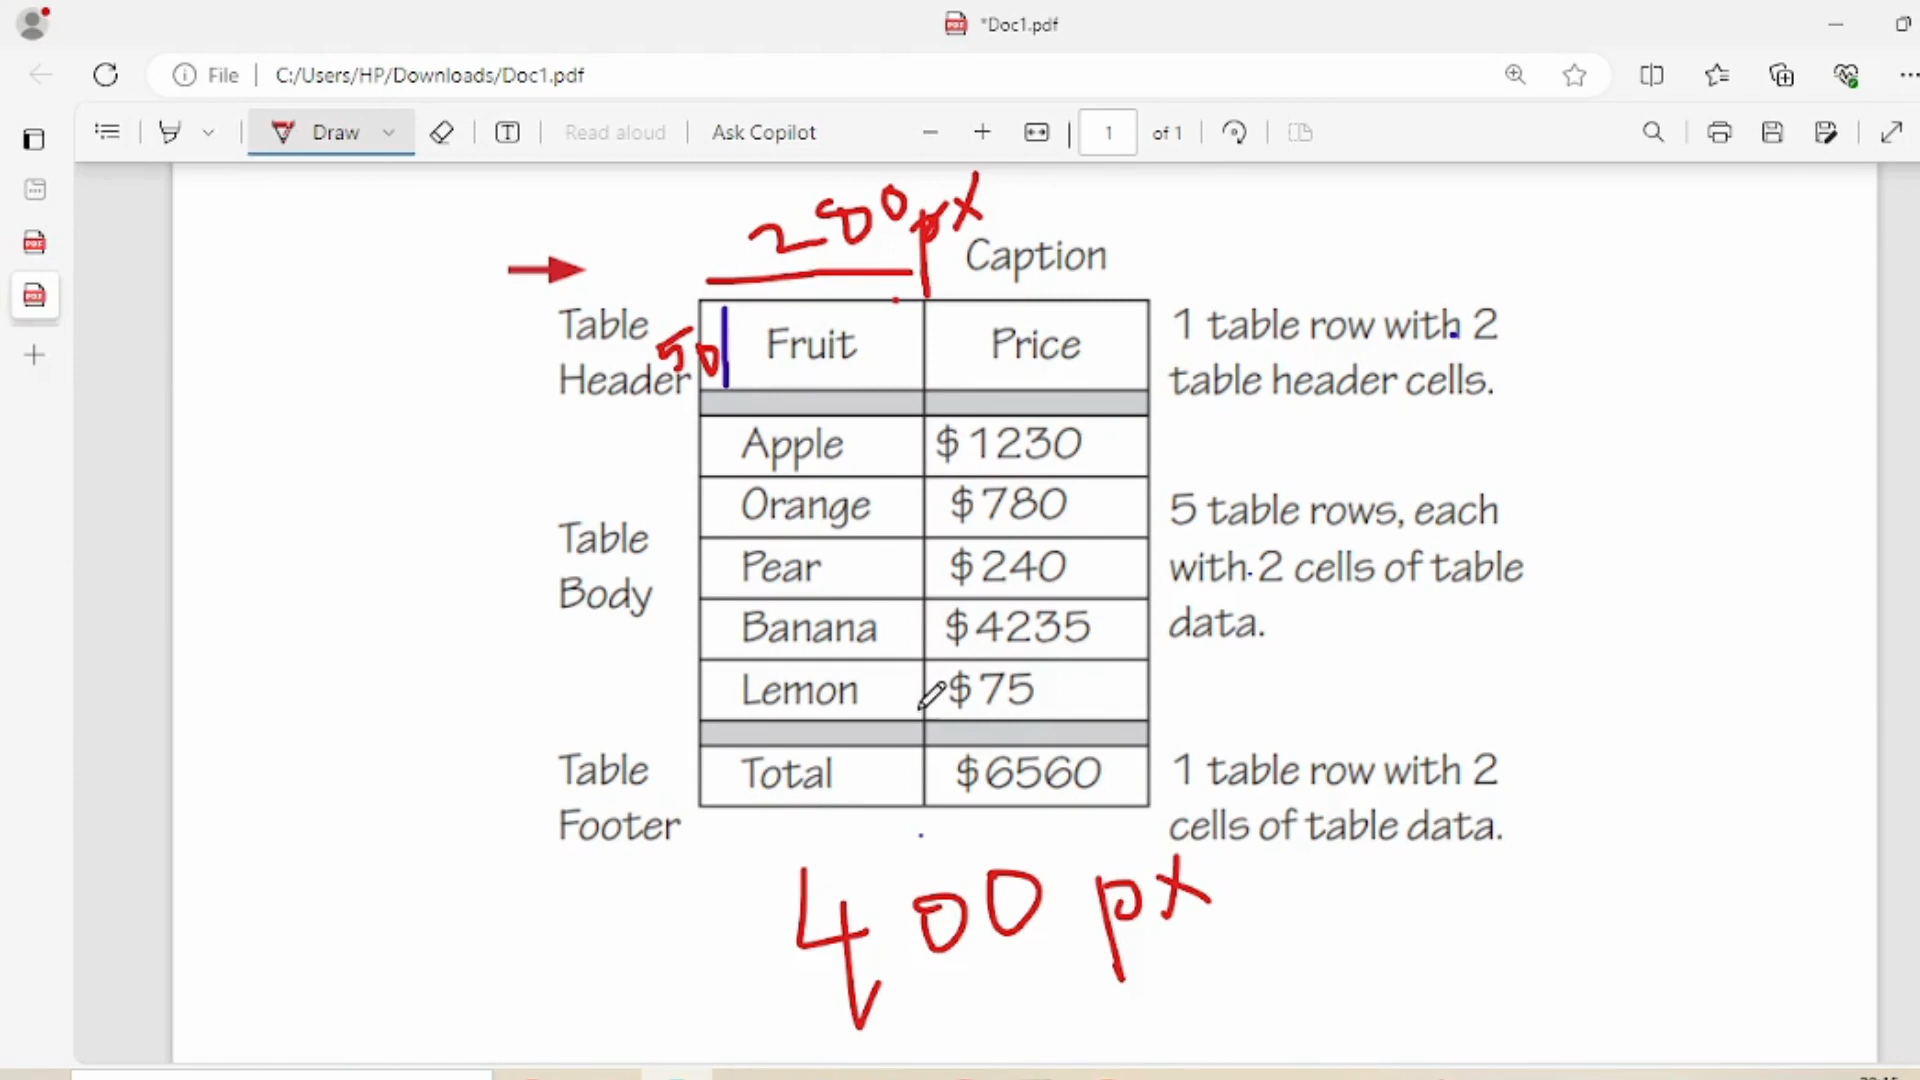 *Doc1.pdf
File C:/Users/HP/Downloads/Doc1.pdf
Draw Read aloud Ask Copilot 1 of 1
280px
Caption
Table Header 50 Fruit Price 1 table row with 2 table header cells.
Apple $1230
Orange $780
Table Body Pear $240 5 table rows, each with 2 cells of table data.
Banana $4235
Lemon $75
Table Footer Total $6560 1 table row with 2 cells of table data.
400 px